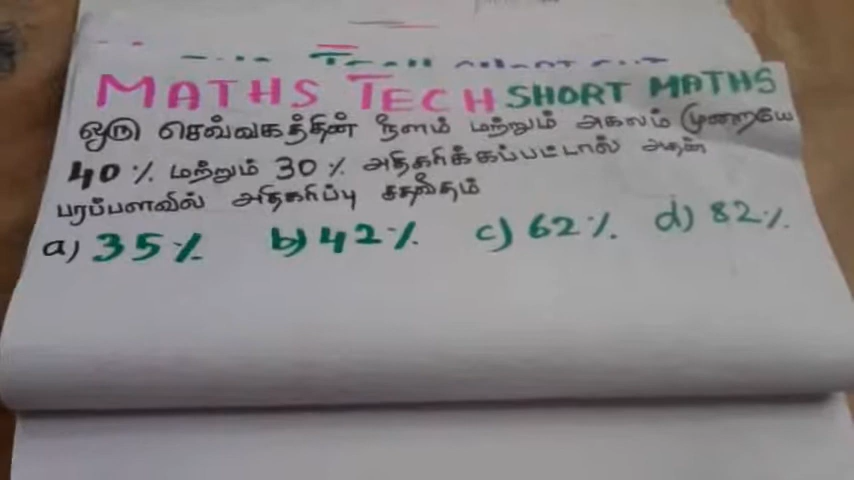 MATHS TECH SHORT MATHS
ஒரு செவ்வகத்தின் நீளம் மற்றும் அகலம் முறையே
40% மற்றும் 30% அதிகரிக்கப்பட்டால் அதன்
பரப்பளவில் அதிகரிப்பு சதவீதம்
a) 35% b) 42% c) 62% d) 82%